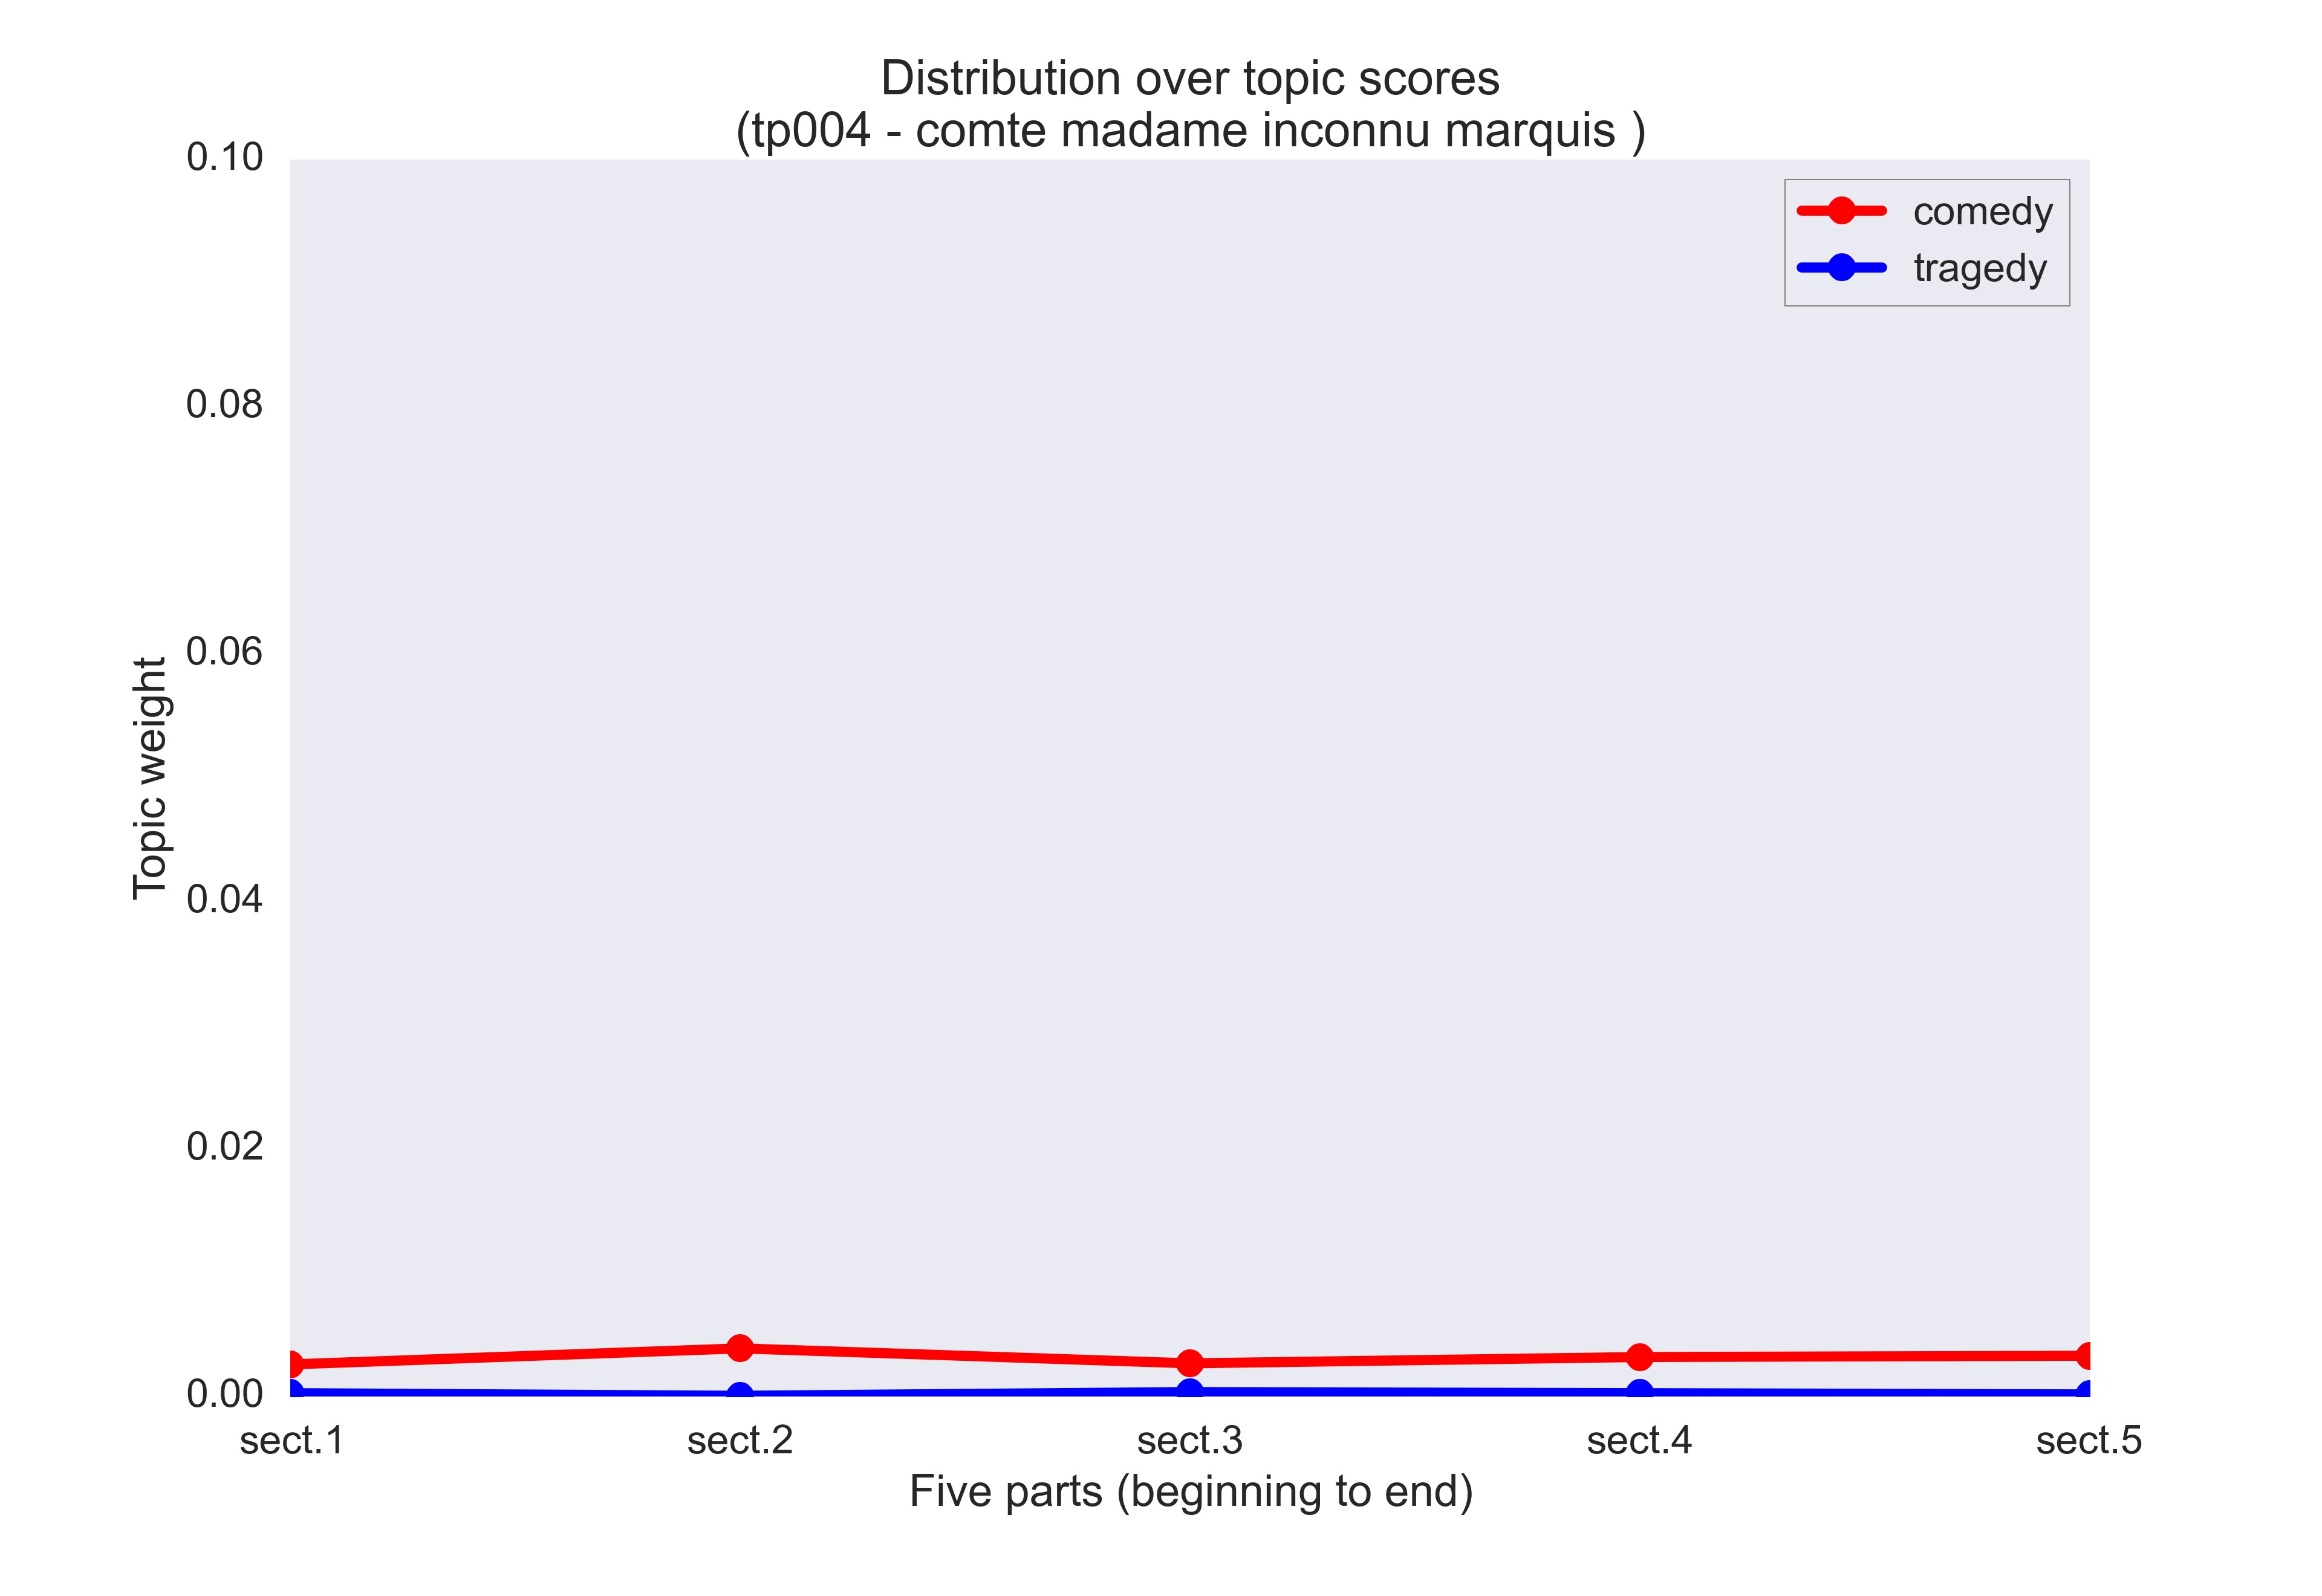 Distribution over topic scores
(tp004 - comte madame inconnu marquis )
comedy
tragedy
Topic weight
0.10
0.08
0.06
0.04
0.02
0.00
sect.1 sect.2 sect.3 sect.4 sect.5
Five parts (beginning to end)